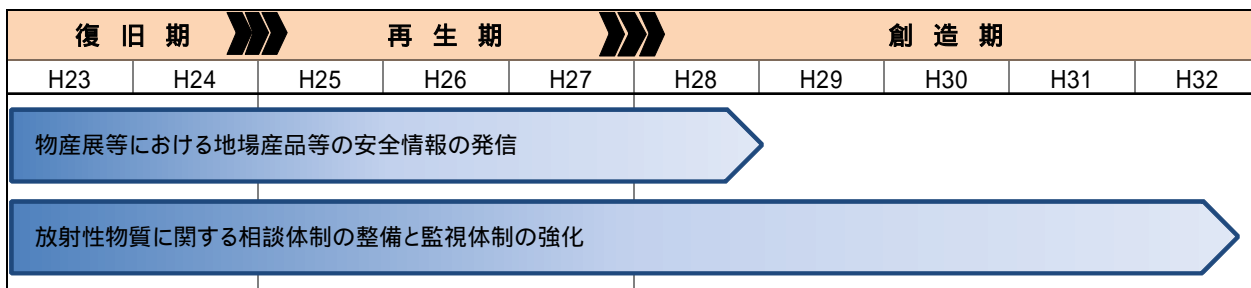 復旧期 再生期 創造期
H23 H24 H25 H26 H27 H28 H29 H30 H31 H32
物産展等における地場産品等の安全情報の発信
放射性物質に関する相談体制の整備と監視体制の強化